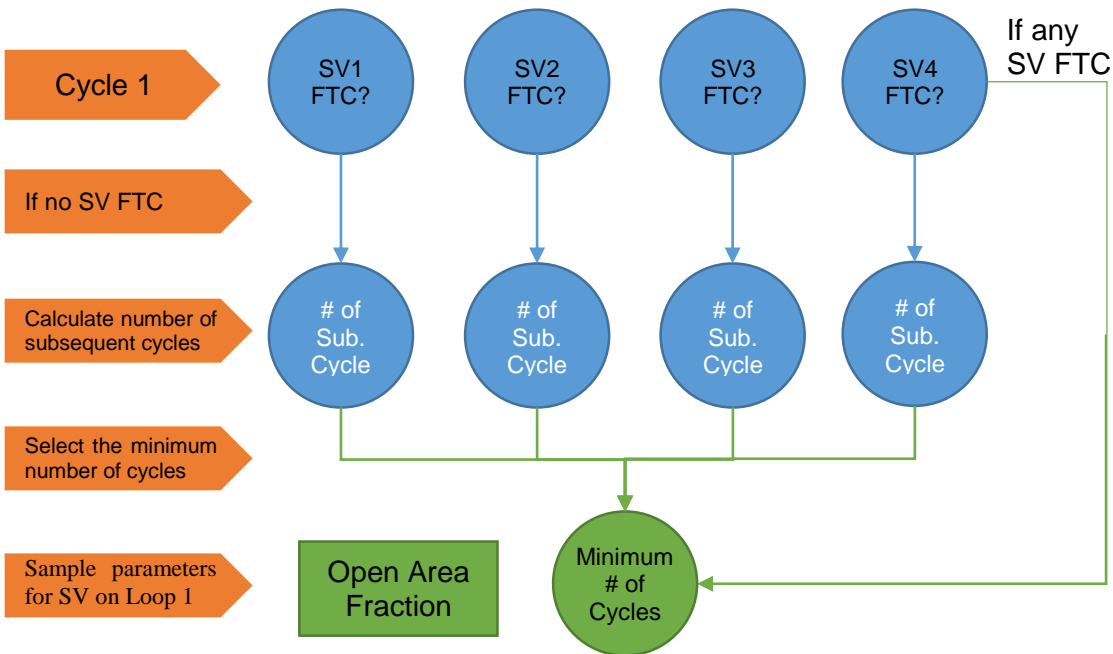 Cycle 1
SV1
FTC?
SV2
FTC?
SV3
FTC?
SV4
FTC?
If any
SV FTC
If no SV FTC
Calculate number of
subsequent cycles
# of
Sub.
Cycle
# of
Sub.
Cycle
# of
Sub.
Cycle
# of
Sub.
Cycle
Select the minimum
number of cycles
Sample parameters
for SV on Loop 1
Open Area
Fraction
Minimum
# of
Cycles